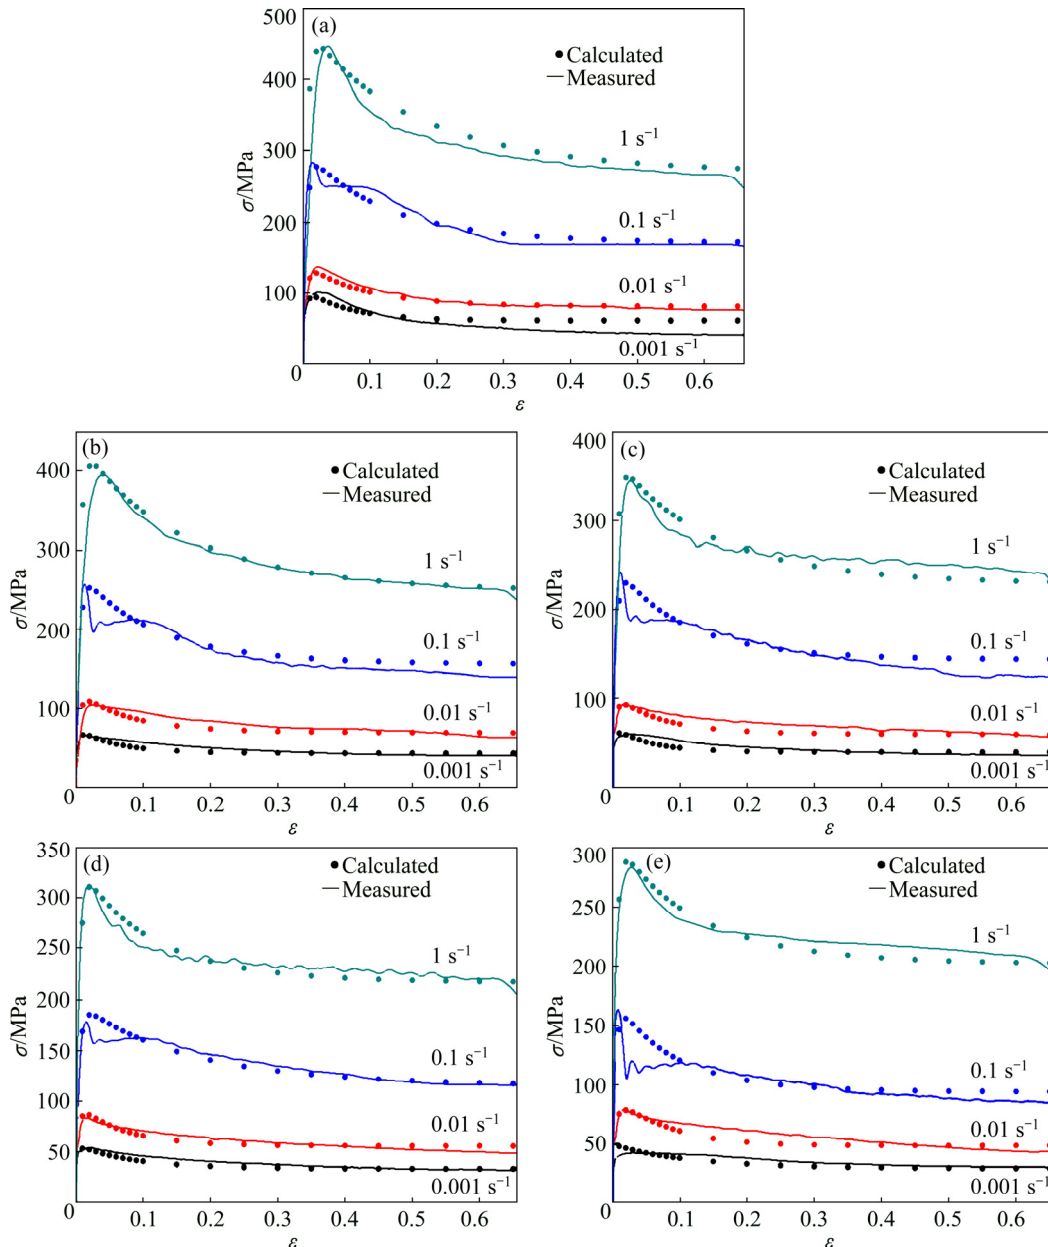 (a)
500
400
300
200
100
0
σ/MPa
Calculated
Measured
1 s⁻¹
0.1 s⁻¹
0.01 s⁻¹
0.001 s⁻¹
0.1 0.2 0.3 0.4 0.5 0.6
ε
(b)
400
300
200
100
0
σ/MPa
Calculated
Measured
1 s⁻¹
0.1 s⁻¹
0.01 s⁻¹
0.001 s⁻¹
0.1 0.2 0.3 0.4 0.5 0.6
ε
(c)
400
300
200
100
0
σ/MPa
Calculated
Measured
1 s⁻¹
0.1 s⁻¹
0.01 s⁻¹
0.001 s⁻¹
0.1 0.2 0.3 0.4 0.5 0.6
ε
(d)
350
300
250
200
150
100
50
0
σ/MPa
Calculated
Measured
1 s⁻¹
0.1 s⁻¹
0.01 s⁻¹
0.001 s⁻¹
0.1 0.2 0.3 0.4 0.5 0.6
ε
(e)
300
250
200
150
100
50
0
σ/MPa
Calculated
Measured
1 s⁻¹
0.1 s⁻¹
0.01 s⁻¹
0.001 s⁻¹
0.1 0.2 0.3 0.4 0.5 0.6
ε